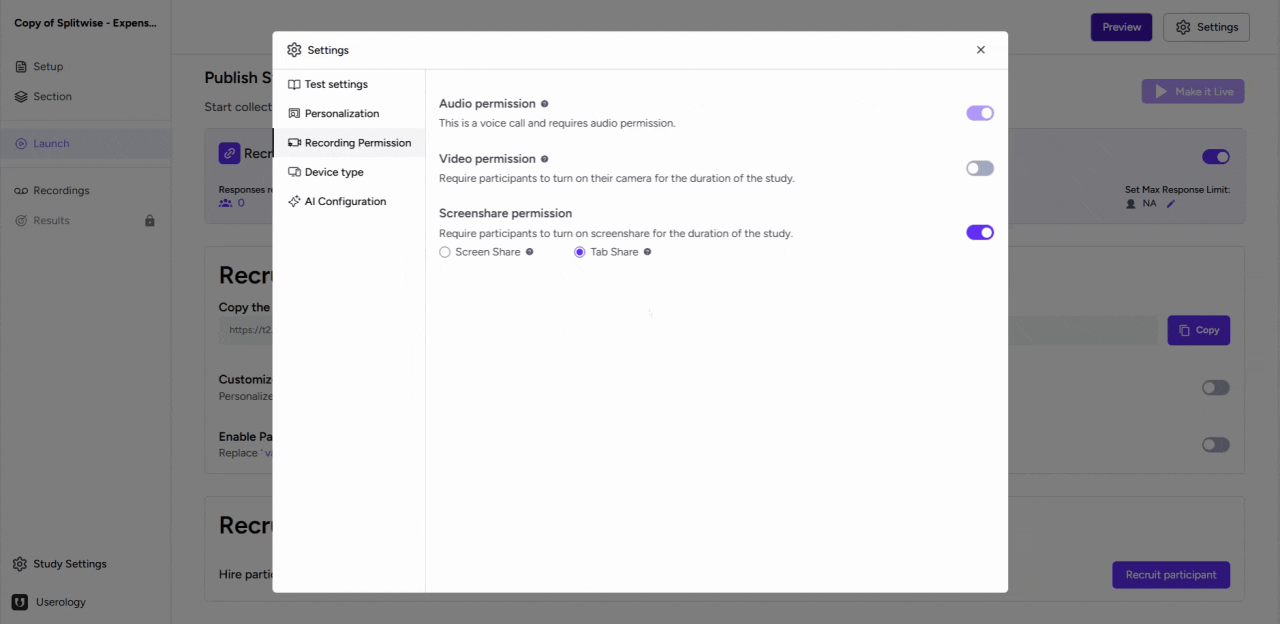 Copy of Splitwise - Expens...
Setup
Section
Launch
Recordings
Results
Study Settings
Userology
Preview
Settings
Publish S
Start collect
Make it Live
Recr
Responses re
0
Set Max Response Limit:
NA
Recru
Copy the
https://t2.
Copy
Customiz
Personalize
Enable Pa
Replace ' va
Recru
Hire partic
Recruit participant
Settings
Test settings
Personalization
Recording Permission
Device type
AI Configuration
Audio permission
This is a voice call and requires audio permission.
Video permission
Require participants to turn on their camera for the duration of the study.
Screenshare permission
Require participants to turn on screenshare for the duration of the study.
Screen Share
Tab Share